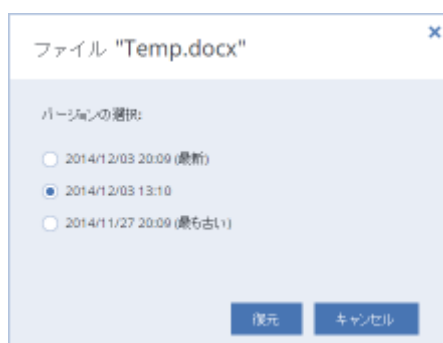 ファイル "Temp.docx"
×
バージョンの選択:
2014/12/03 20:09 (最新)
2014/12/03 13:10
2014/11/27 20:09 (最も古い)
復元 キャンセル